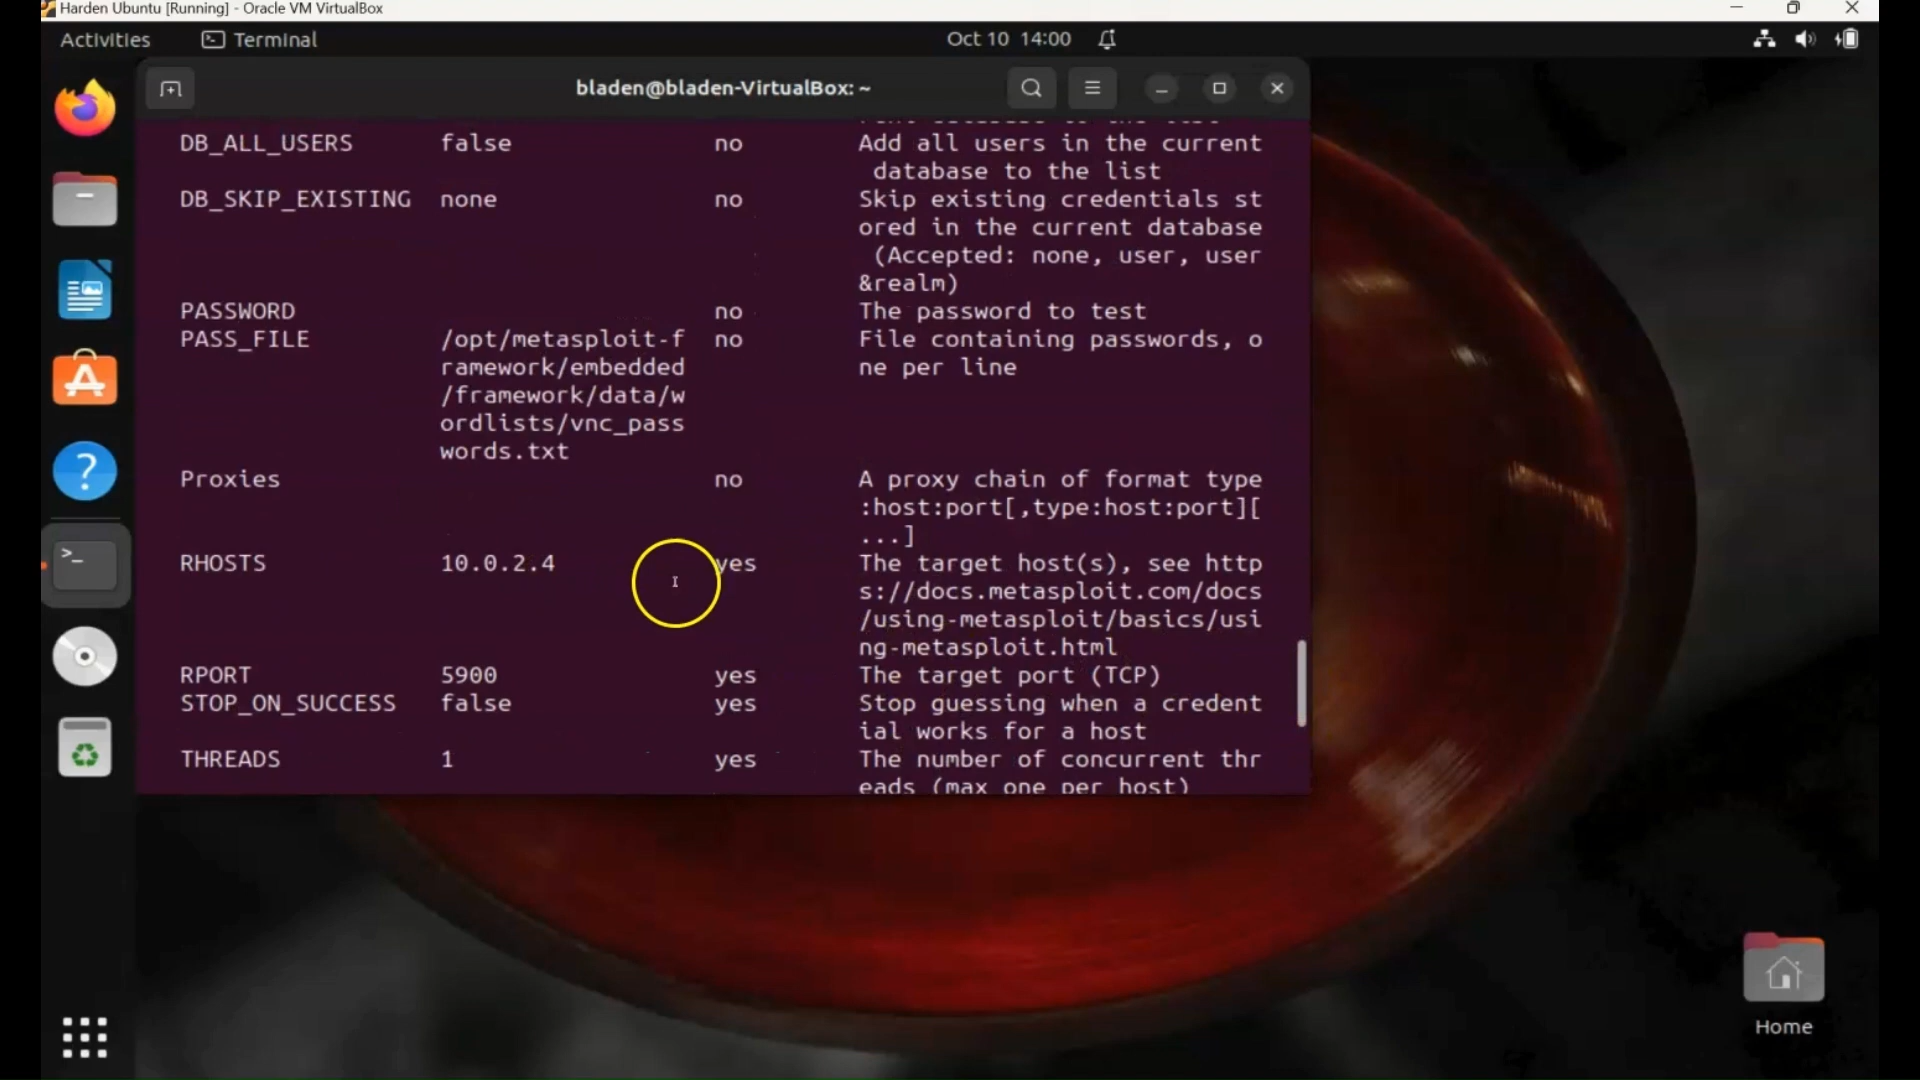 Harden Ubuntu [Running] - Oracle VM VirtualBox
Activities Terminal Oct 10 14:00
bladen@bladen-VirtualBox: ~
DB_ALL_USERS false no Add all users in the current
database to the list
DB_SKIP_EXISTING none no Skip existing credentials st
ored in the current database
(Accepted: none, user, user
&realm)
PASSWORD no The password to test
PASS_FILE /opt/metasploit-f no File containing passwords, o
ramework/embedded ne per line
/framework/data/w
ordlists/vnc_pass
words.txt
Proxies no A proxy chain of format type
:host:port[,type:host:port][
...]
RHOSTS 10.0.2.4 yes The target host(s), see http
s://docs.metasploit.com/docs
/using-metasploit/basics/usi
ng-metasploit.html
RPORT 5900 yes The target port (TCP)
STOP_ON_SUCCESS false yes Stop guessing when a credent
ial works for a host
THREADS 1 yes The number of concurrent thr
eads (max one per host)
Home